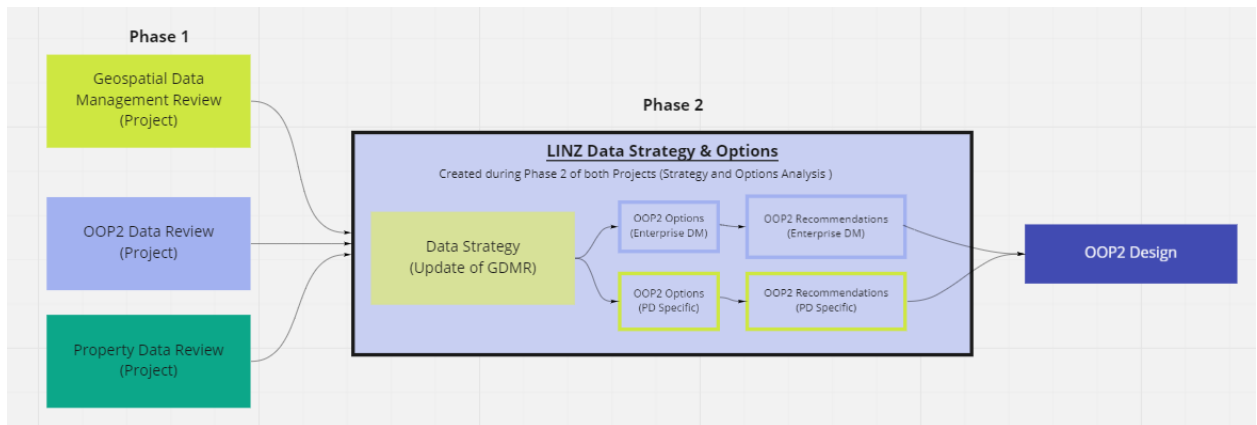 Phase 1
Geospatial Data
Management Review
(Project)
OOP2 Data Review
(Project)
Property Data Review
(Project)
Phase 2
LINZ Data Strategy & Options
Created during Phase 2 of both Projects (Strategy and Options Analysis )
Data Strategy
(Update of GDMR)
OOP2 Options
(Enterprise DM)
OOP2 Recommendations
(Enterprise DM)
OOP2 Options
(PD Specific)
OOP2 Recommendations
(PD Specific)
OOP2 Design